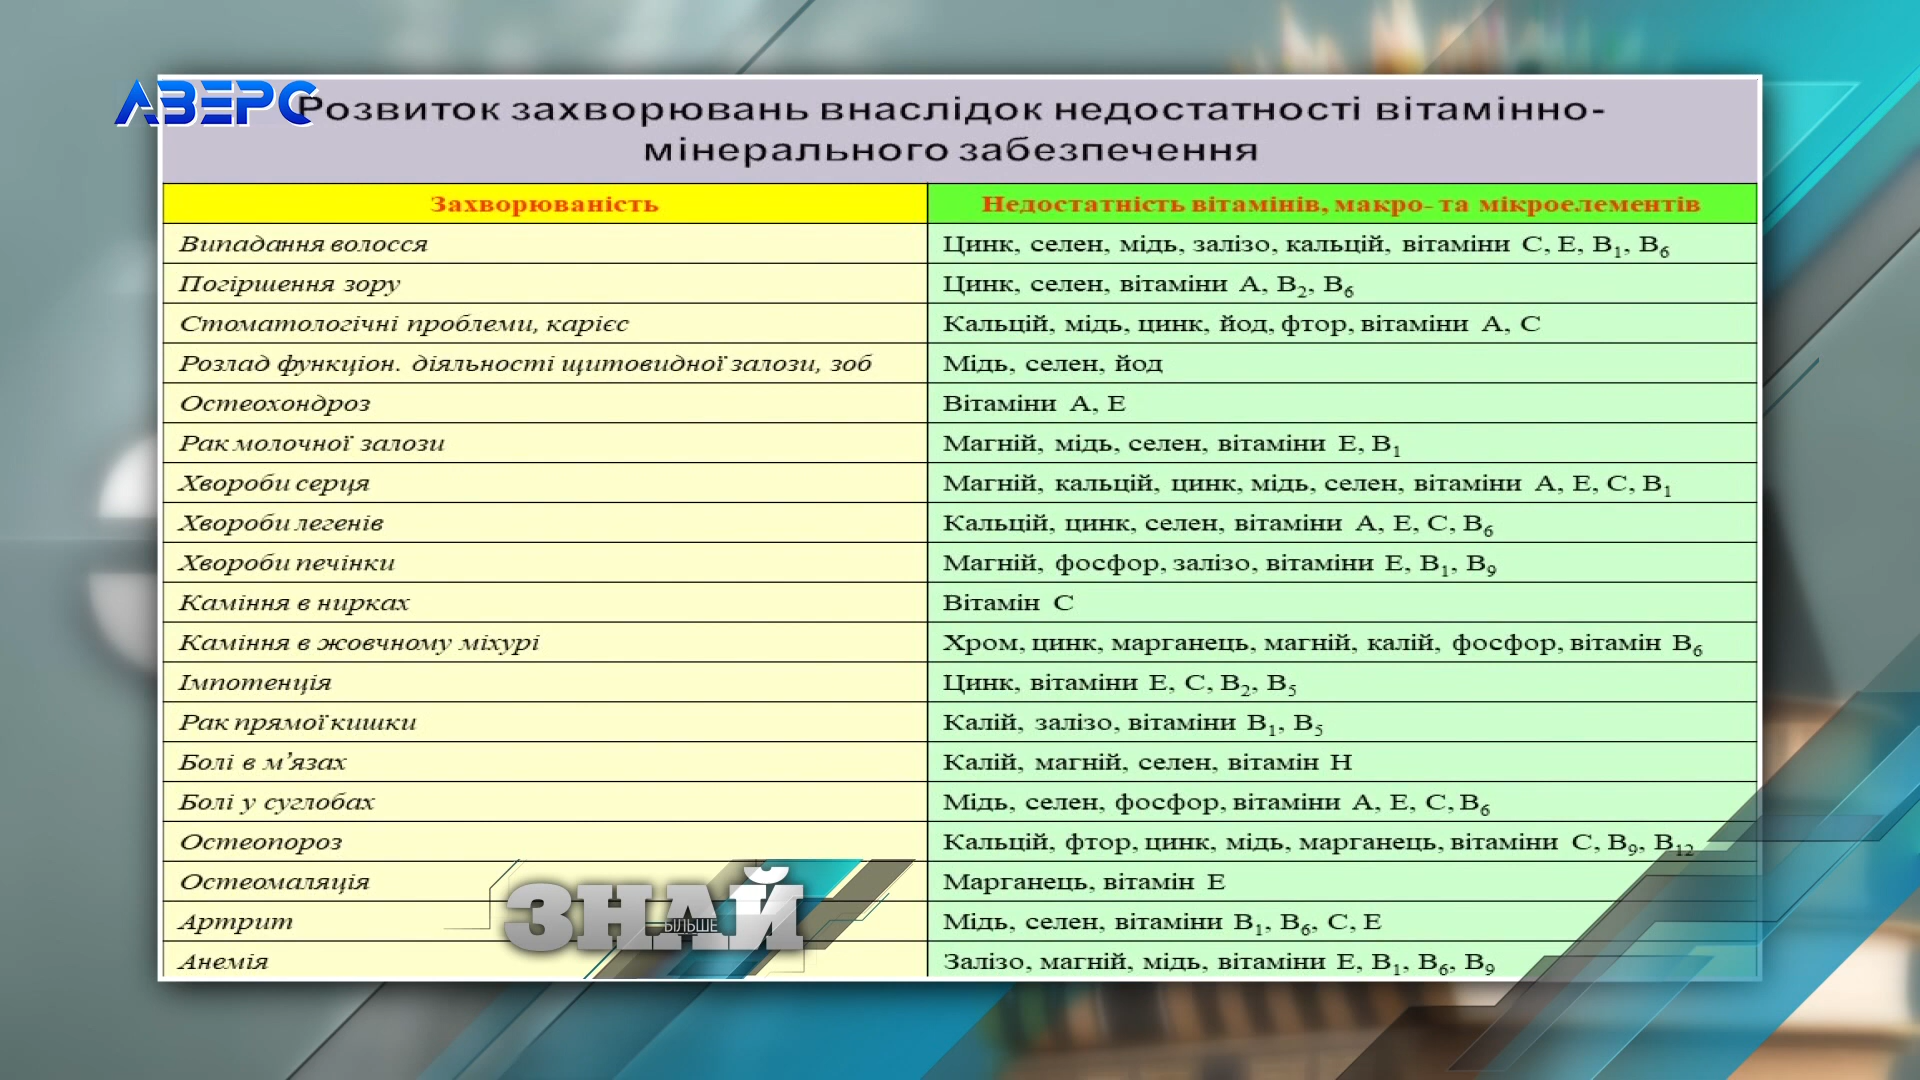 АВЕРС
Розвиток захворювань внаслідок недостатності вітамінно-
мінерального забезпечення
Захворюваність Недостатність вітамінів, макро- та мікроелементів
Випадання волосся Цинк, селен, мідь, залізо, кальцій, вітаміни С, Е, В₁, В₆
Погіршення зору Цинк, селен, вітаміни А, В₂, В₆
Стоматологічні проблеми, карієс Кальцій, мідь, цинк, йод, фтор, вітаміни А, С
Розлад функціон. діяльності щитовидної залози, зоб Мідь, селен, йод
Остеохондроз Вітаміни А, Е
Рак молочної залози Магній, мідь, селен, вітаміни Е, В₁
Хвороби серця Магній, кальцій, цинк, мідь, селен, вітаміни А, Е, С, В₁
Хвороби легенів Кальцій, цинк, селен, вітаміни А, Е, С, В₆
Хвороби печінки Магній, фосфор, залізо, вітаміни Е, В₁, В₉
Каміння в нирках Вітамін С
Каміння в жовчному міхурі Хром, цинк, марганець, магній, калій, фосфор, вітамін В₆
Імпотенція Цинк, вітаміни Е, С, В₂, В₅
Рак прямої кишки Калій, залізо, вітаміни В₁, В₅
Болі в м’язах Калій, магній, селен, вітамін Н
Болі у суглобах Мідь, селен, фосфор, вітаміни А, Е, С, В₆
Остеопороз Кальцій, фтор, цинк, мідь, марганець, вітаміни С, В₉, В₁₂
Остеомаляція Марганець, вітамін Е
Артрит Мідь, селен, вітаміни В₁, В₆, С, Е
Анемія Залізо, магній, мідь, вітаміни Е, В₁, В₆, В₉
ЗНАЙ
БІЛЬШЕ